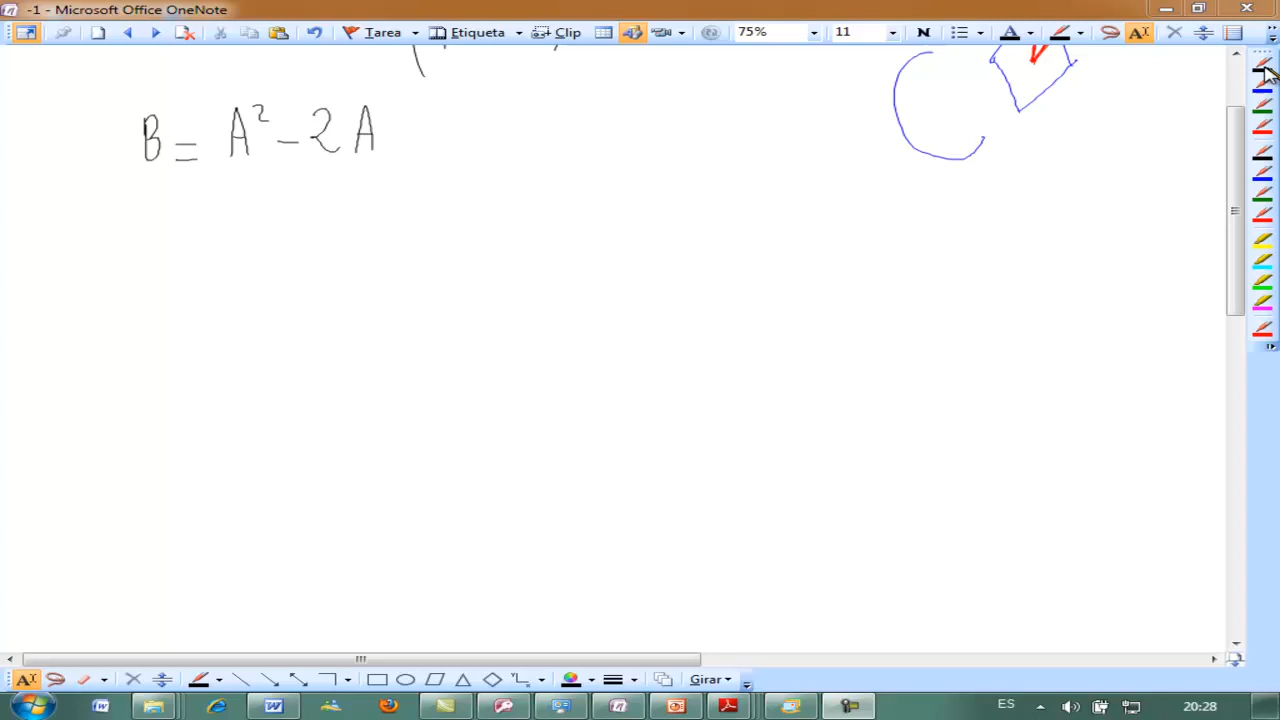 -1 - Microsoft Office OneNote
Tarea Etiqueta Clip 75% 11 N A A
B = A² - 2A
Girar
ES 20:28